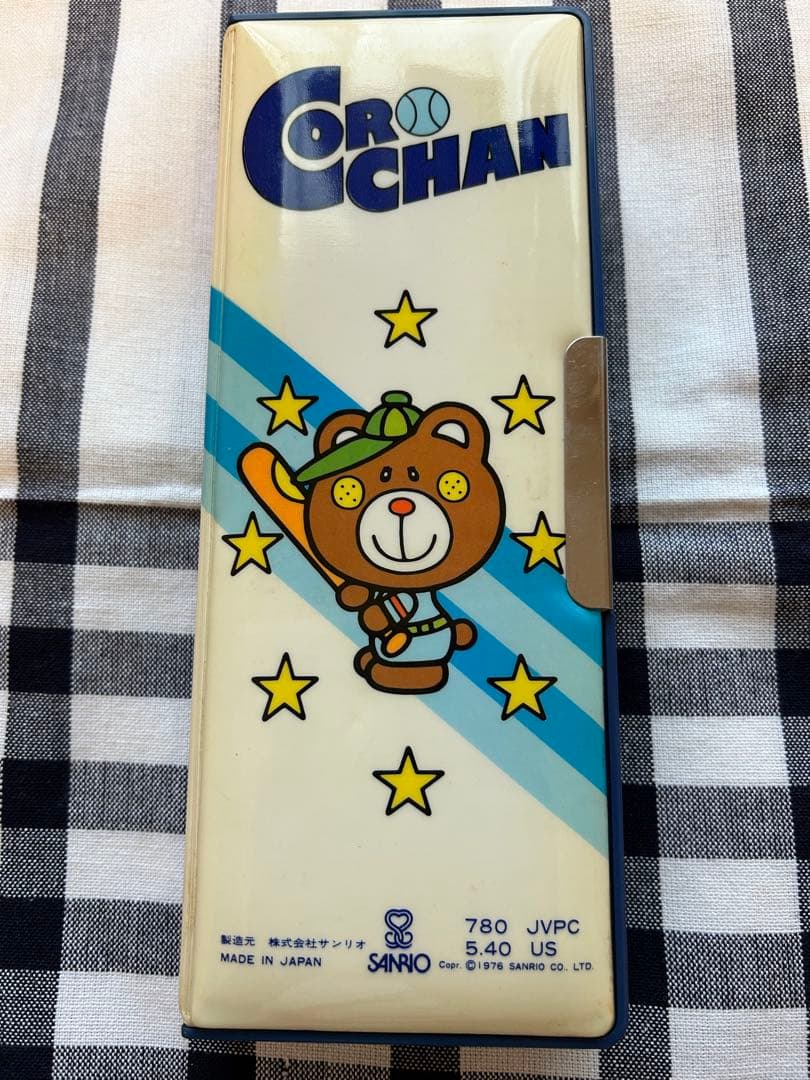 CORO
CHAN
製造元 株式会社サンリオ
MADE IN JAPAN
SANRIO
780 JVPC
5.40 US
Copr. ©1976 SANRIO CO., LTD.